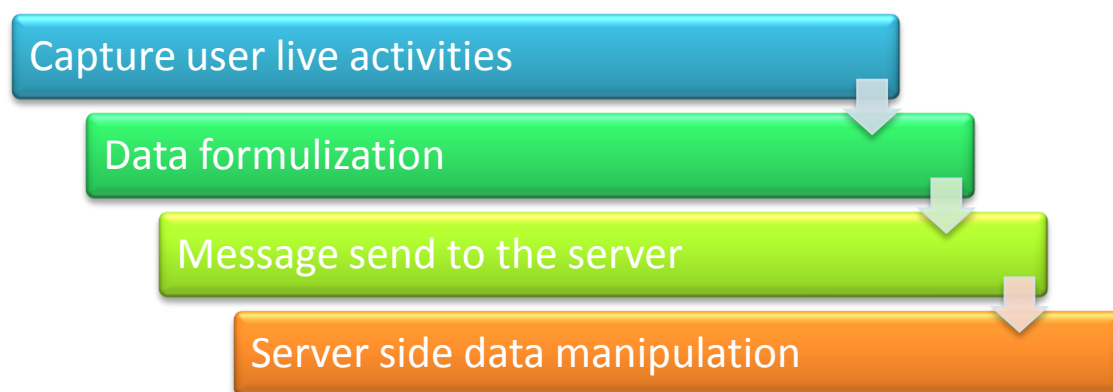 Capture user live activities
Data formulization
Message send to the server
Server side data manipulation